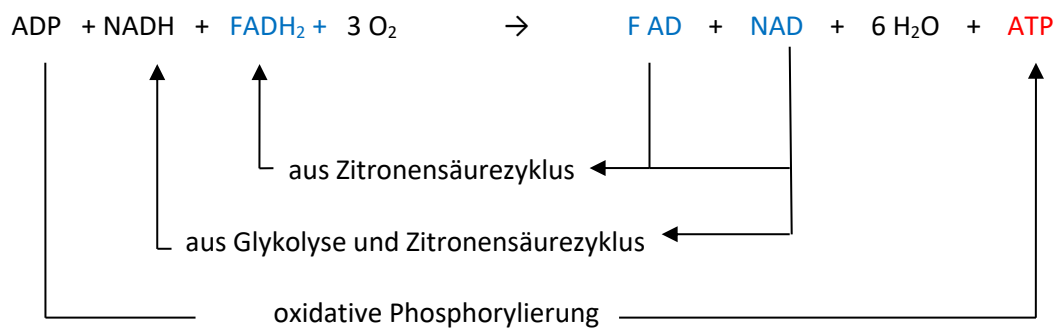 ADP + NADH + FADH₂ + 3 O₂ → F AD + NAD + 6 H₂O + ATP
aus Zitronensäurezyklus
aus Glykolyse und Zitronensäurezyklus
oxidative Phosphorylierung